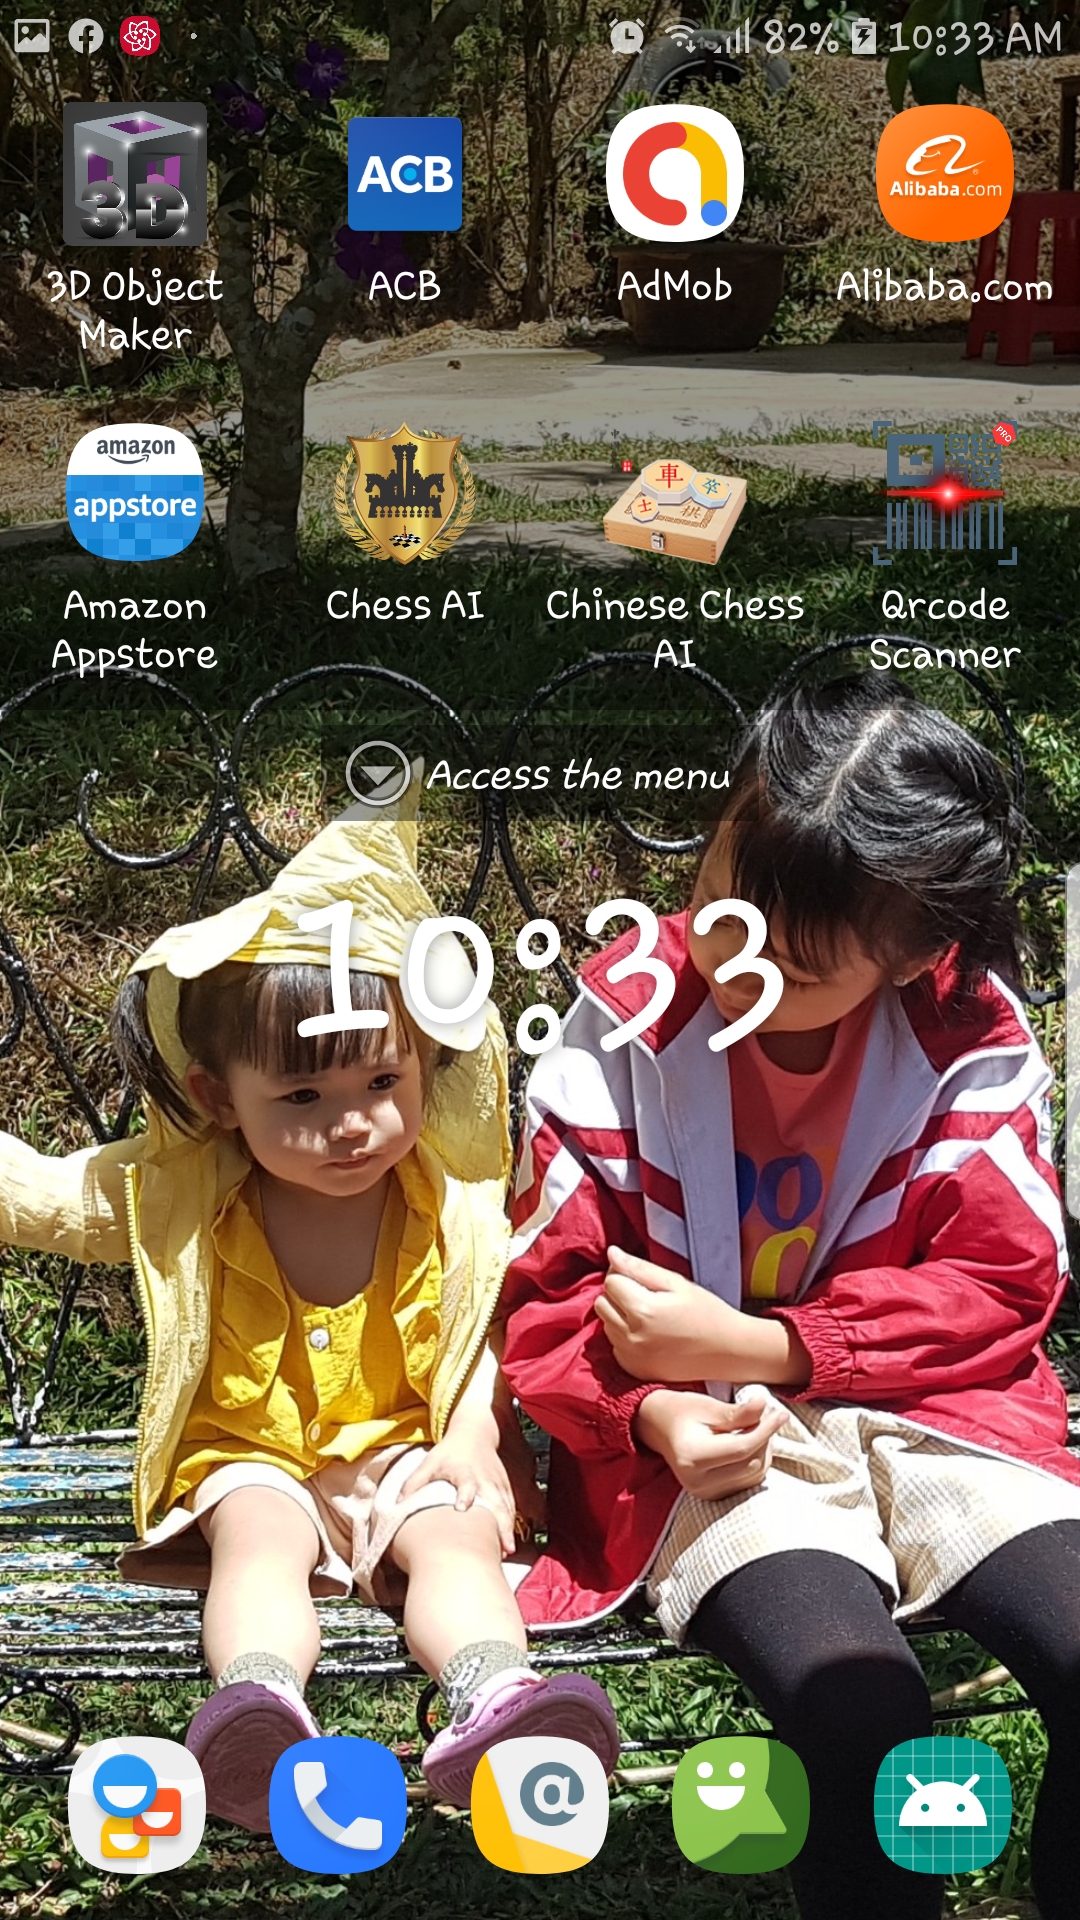 82% 10:33 AM
3D
ACB
Alibaba.com
3D Object
Maker
ACB
AdMob
Alibaba.com
amazon
appstore
車
卒
士
棋
PRO
Amazon
Appstore
Chess AI
Chinese Chess
AI
Qrcode
Scanner
Access the menu
10:33
@